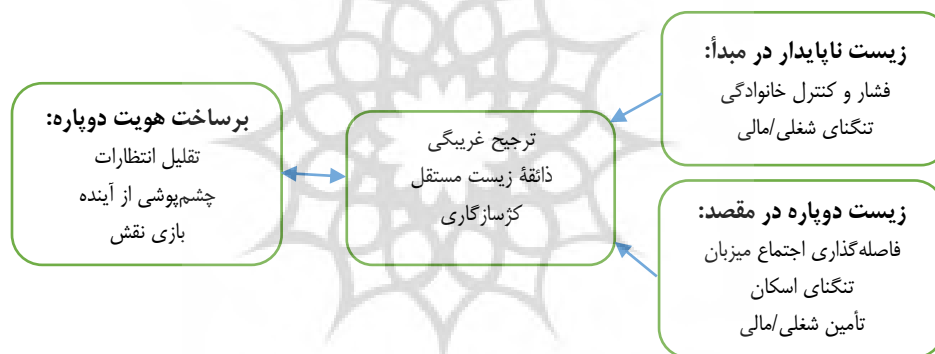 زیست ناپایدار در مبدأ:
فشار و کنترل خانوادگی
تنگنای شغلی/مالی
زیست دوپاره در مقصد:
فاصله‌گذاری اجتماع میزبان
تنگنای اسکان
تأمین شغلی/مالی
ترجیح غریبگی
ذائقۀ زیست مستقل
کژسازگاری
برساخت هویت دوپاره:
تقلیل انتظارات
چشم‌پوشی از آینده
بازی نقش